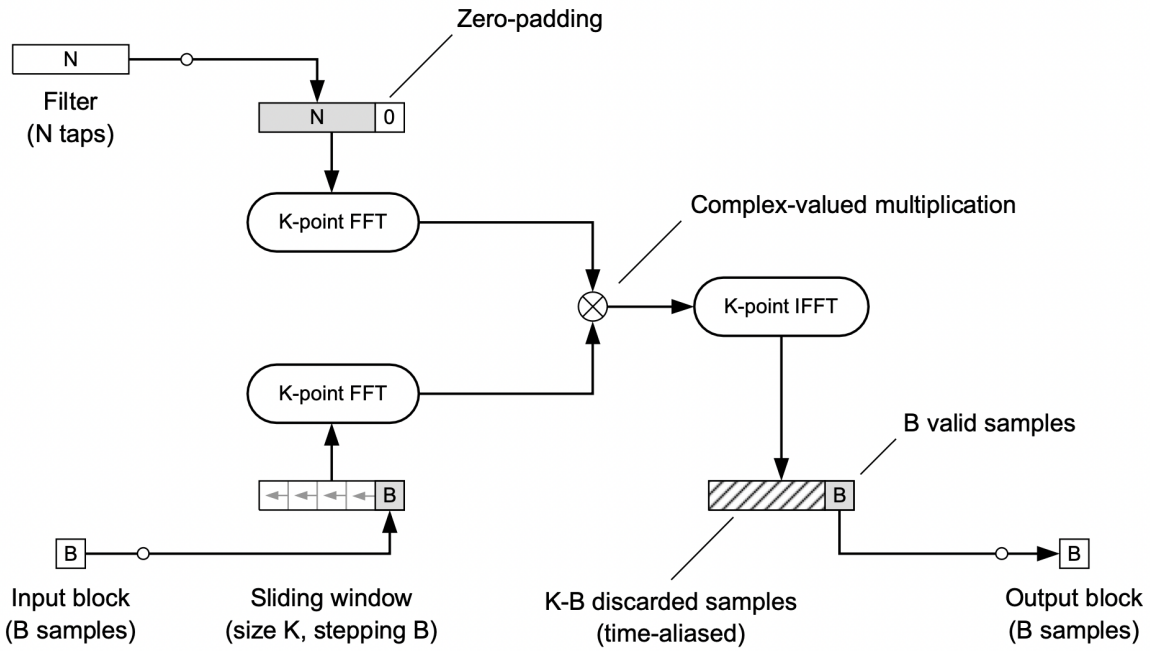 Zero-padding
N
Filter
(N taps)
N 0
K-point FFT
Complex-valued multiplication
K-point IFFT
K-point FFT
B valid samples
B
B
B
B
Input block
(B samples)
Sliding window
(size K, stepping B)
K-B discarded samples
(time-aliased)
Output block
(B samples)